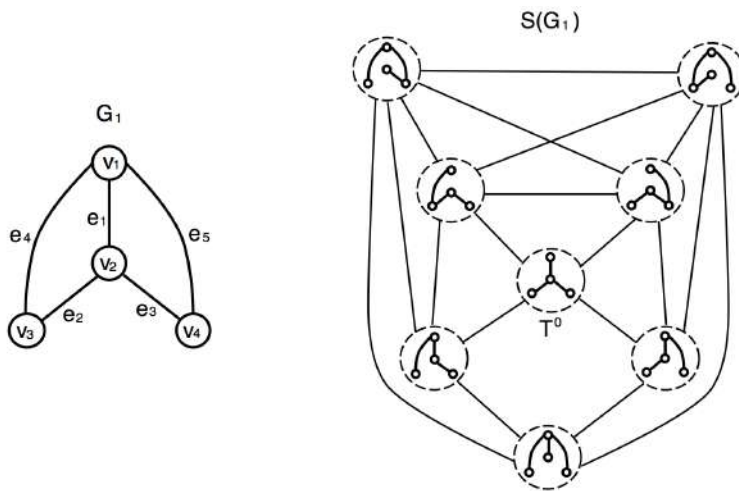 G₁
v₁
e₄
e₁
e₅
v₂
e₂
e₃
v₃
v₄
S(G₁)
T⁰